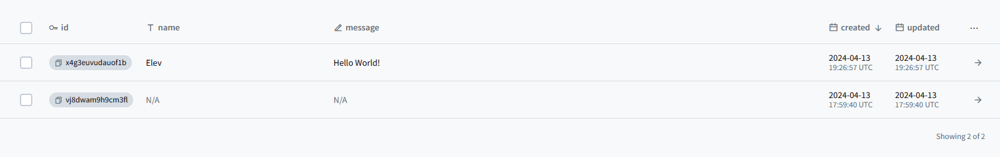 id name message created updated ...
x4g3euvudauof1b Elev Hello World! 2024-04-13 2024-04-13
19:26:57 UTC 19:26:57 UTC
vj8dwam9h9cm3fl N/A N/A 2024-04-13 2024-04-13
17:59:40 UTC 17:59:40 UTC
Showing 2 of 2